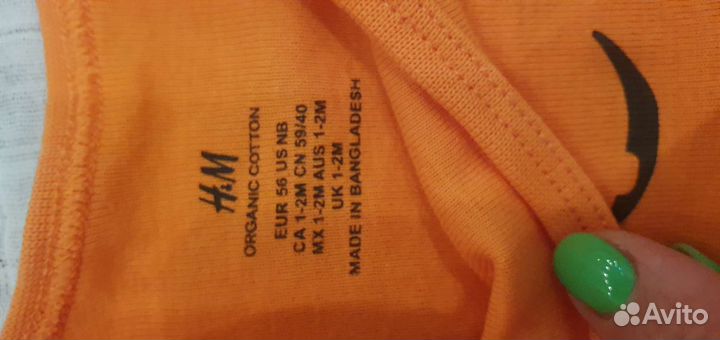 H&M
ORGANIC COTTON
EUR 56 US NB
CA 1-2M CN 59/40
MX 1-2M AUS 1-2M
UK 1-2M
MADE IN BANGLADESH
Avito